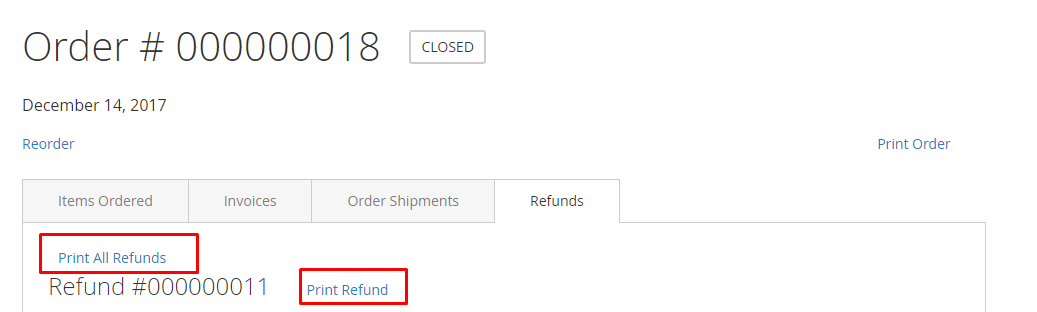 Order # 000000018 CLOSED
December 14, 2017
Reorder Print Order
Items Ordered Invoices Order Shipments Refunds
Print All Refunds
Refund #000000011 Print Refund